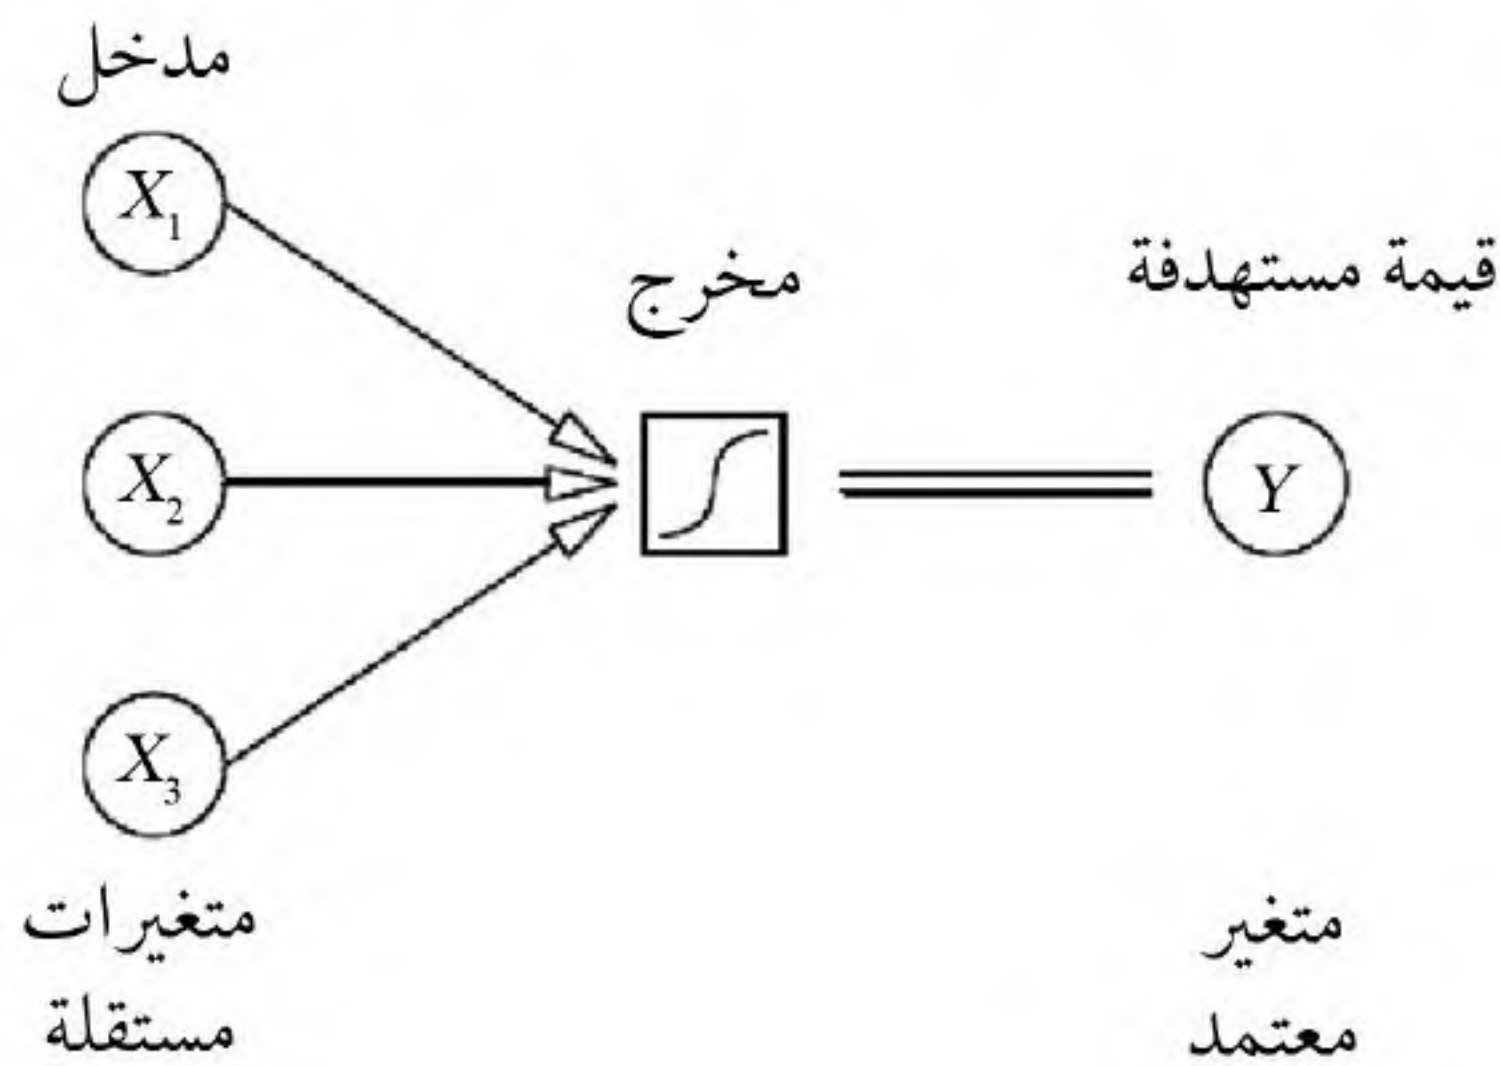 مدخل
X₁
مخرج
قيمة مستهدفة
X₂
Y
X₃
متغيرات
مستقلة
متغير
معتمد